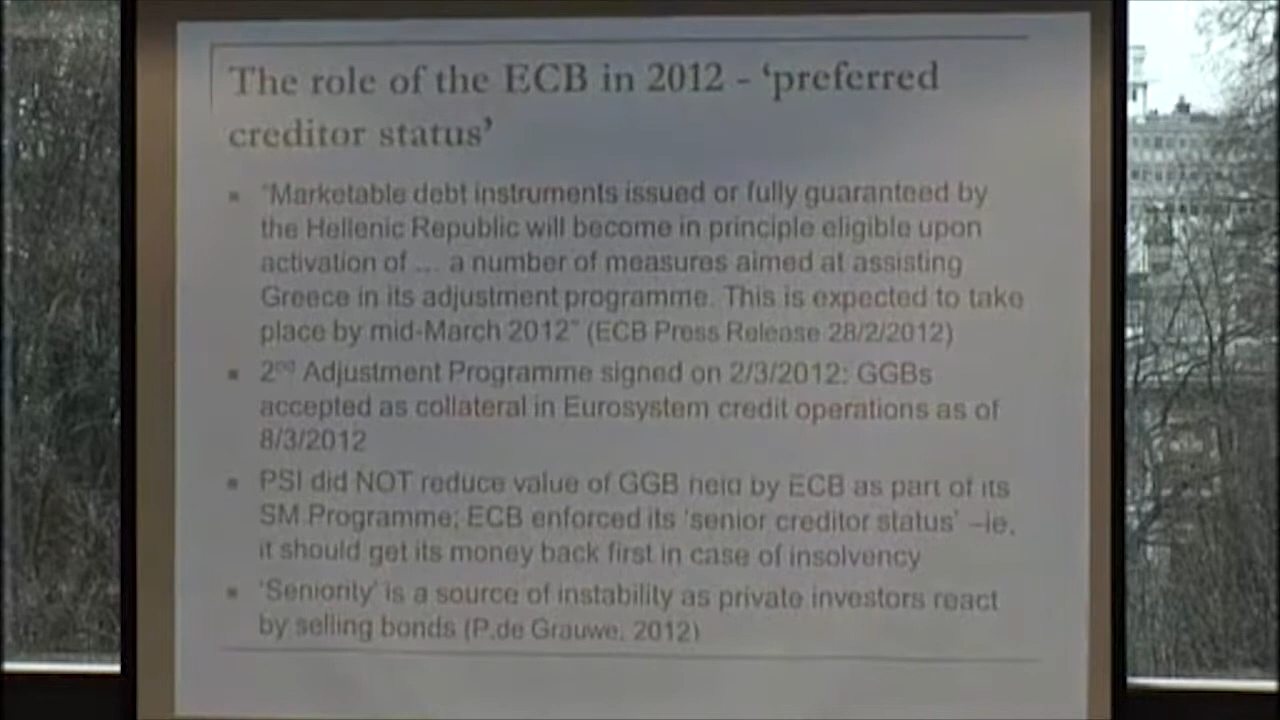 The role of the ECB in 2012 - ‘preferred
creditor status’
▪ “Marketable debt instruments issued or fully guaranteed by
the Hellenic Republic will become in principle eligible upon
activation of ... a number of measures aimed at assisting
Greece in its adjustment programme. This is expected to take
place by mid-March 2012” (ECB Press Release 28/2/2012)
▪ 2nd Adjustment Programme signed on 2/3/2012: GGBs
accepted as collateral in Eurosystem credit operations as of
8/3/2012
▪ PSI did NOT reduce value of GGB held by ECB as part of its
SM Programme; ECB enforced its ‘senior creditor status’ –ie.
it should get its money back first in case of insolvency
▪ ‘Seniority’ is a source of instability as private investors react
by selling bonds (P.de Grauwe, 2012)